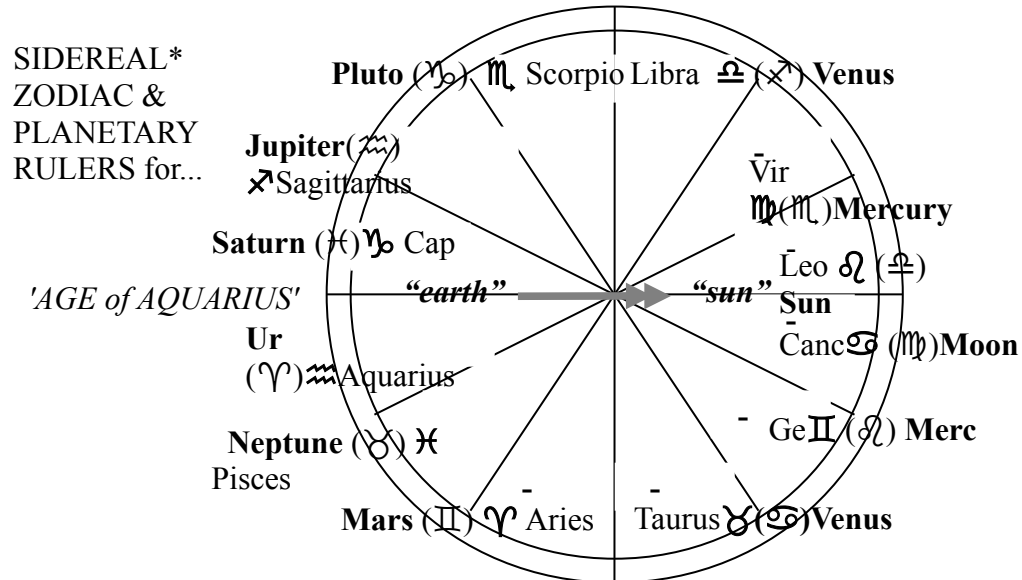 SIDEREAL*
ZODIAC &
PLANETARY
RULERS for...
'AGE of AQUARIUS'
Pluto (♑) ♏ Scorpio
Libra ♎ (♐) Venus
Jupiter(♒)
♐Sagittarius
Saturn (♓)♑ Cap
“earth”
“sun”
Ur
(♈)♒Aquarius
Neptune (♉) ♓
Pisces
Mars (♊) ♈ Aries
Taurus♉(♋)Venus
Ge♊ (♌) Merc
Canc♋ (♍)Moon
Leo ♌ (♎)
Sun
Vir
♍(♏)Mercury